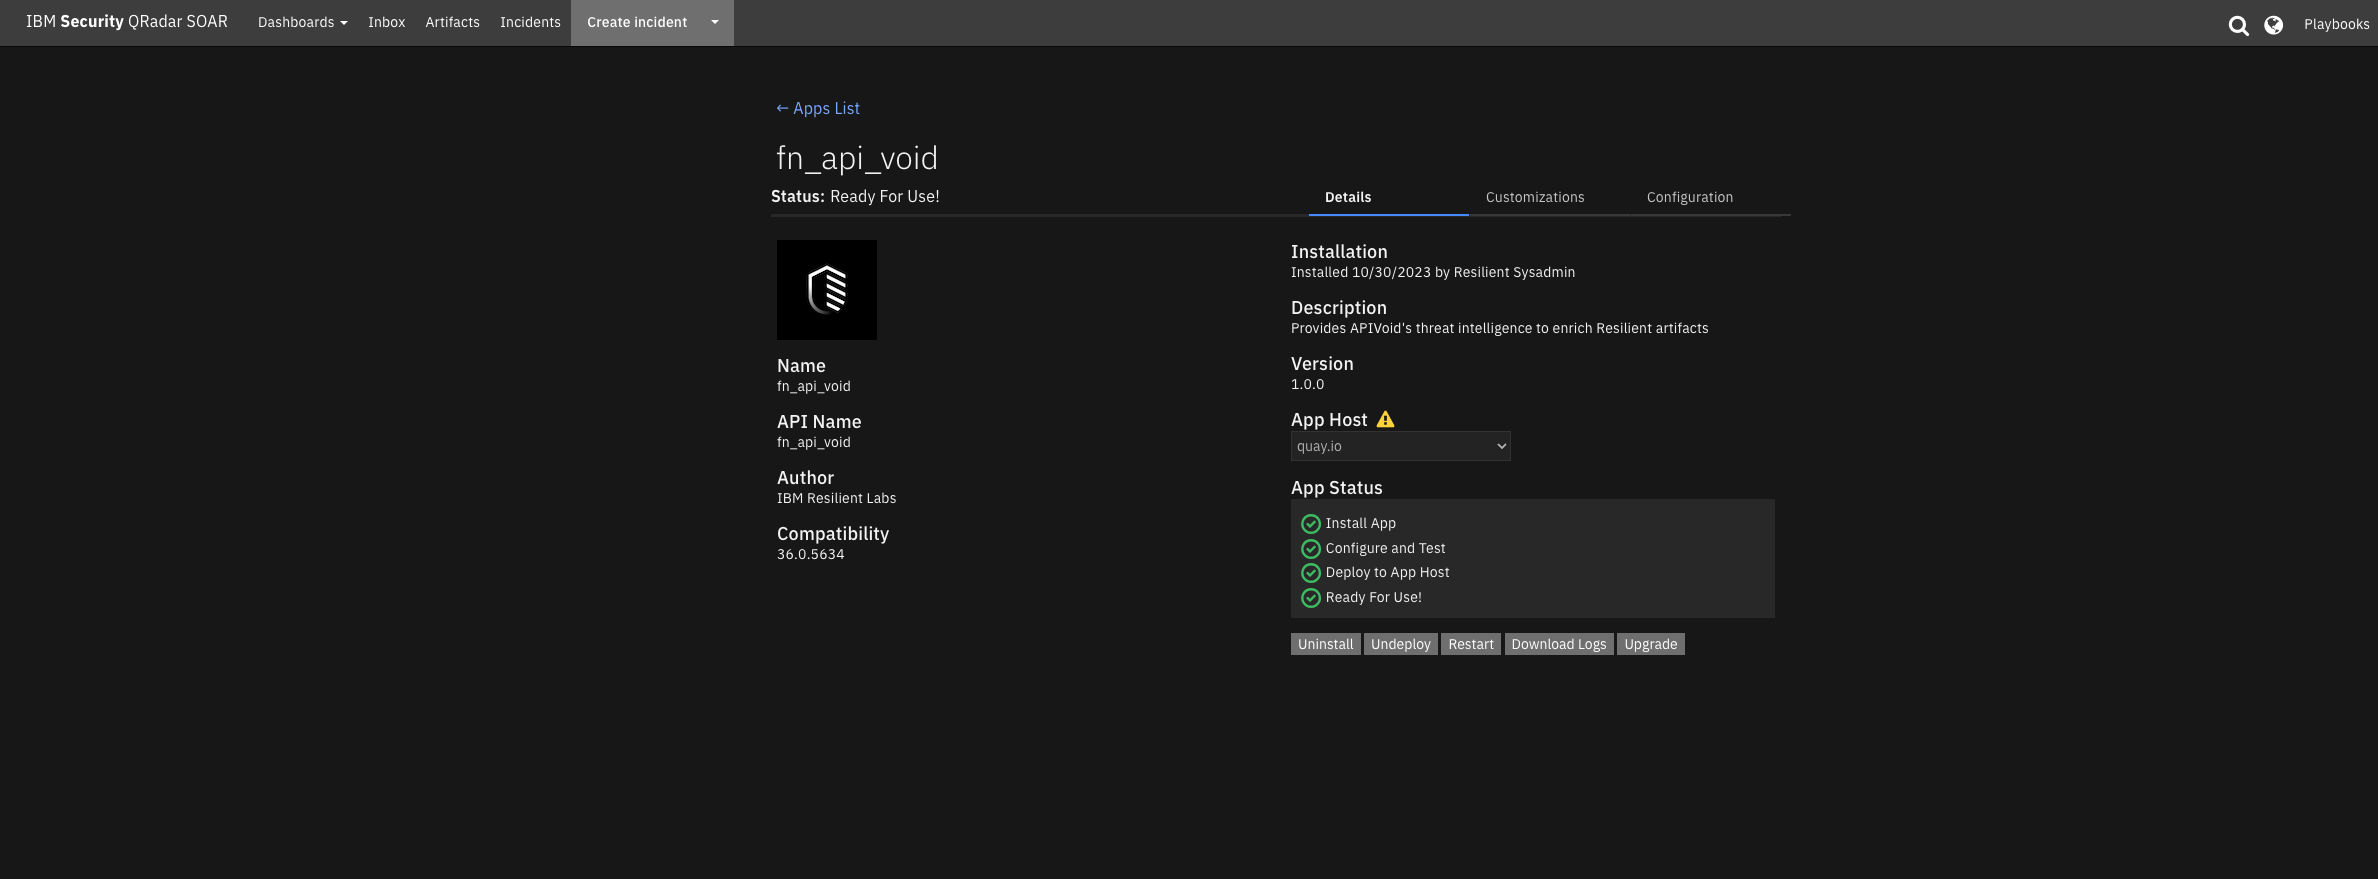 IBM Security QRadar SOAR Dashboards Inbox Artifacts Incidents Create incident Playbooks
← Apps List
fn_api_void
Status: Ready For Use!
Details Customizations Configuration
Name
fn_api_void
API Name
fn_api_void
Author
IBM Resilient Labs
Compatibility
36.0.5634
Installation
Installed 10/30/2023 by Resilient Sysadmin
Description
Provides APIVoid's threat intelligence to enrich Resilient artifacts
Version
1.0.0
App Host
quay.io
App Status
Install App
Configure and Test
Deploy to App Host
Ready For Use!
Uninstall Undeploy Restart Download Logs Upgrade